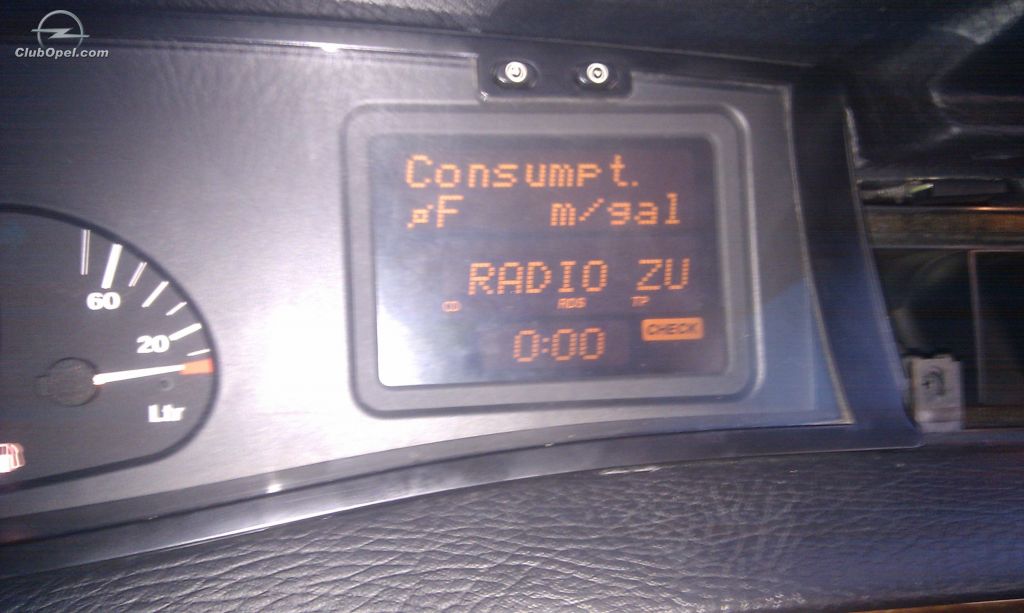 ClubOpel.com
Consumpt.
øF m/gal
RADIO ZU
CD RDS TP
0:00 CHECK
60
20
Ltr